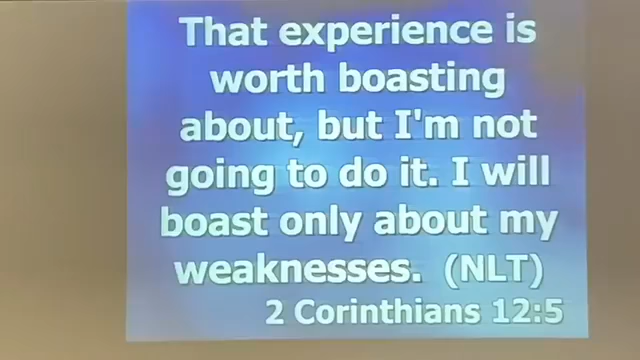 That experience is
worth boasting
about, but I'm not
going to do it. I will
boast only about my
weaknesses. (NLT)
2 Corinthians 12:5